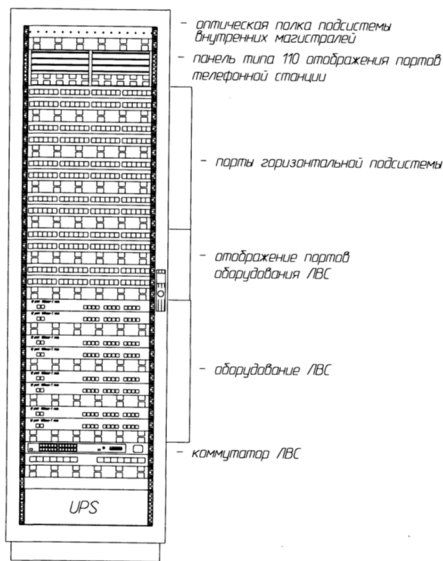 - оптическая полка подсистемы
внутренних магистралей
- панель типа 110 отображения портов
телефонной станции
- порты горизонтальной подсистемы
- отображение портов
оборудования ЛВС
- оборудование ЛВС
- коммутатор ЛВС
UPS